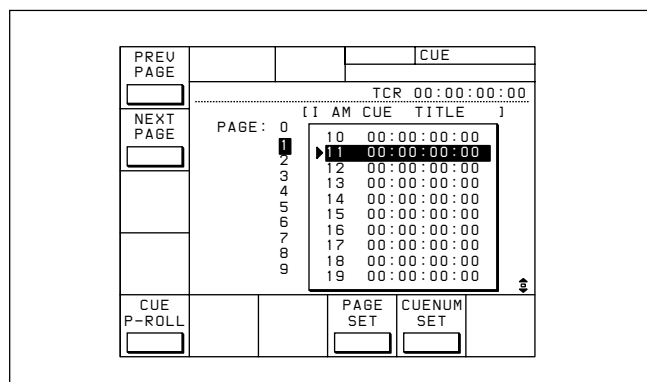 PREV PAGE
CUE
TCR 00:00:00:00
[I AM CUE TITLE ]
NEXT PAGE
PAGE: 0
1
2
3
4
5
6
7
8
9
10 00:00:00:00
11 00:00:00:00
12 00:00:00:00
13 00:00:00:00
14 00:00:00:00
15 00:00:00:00
16 00:00:00:00
17 00:00:00:00
18 00:00:00:00
19 00:00:00:00
CUE P-ROLL
PAGE SET
CUENUM SET